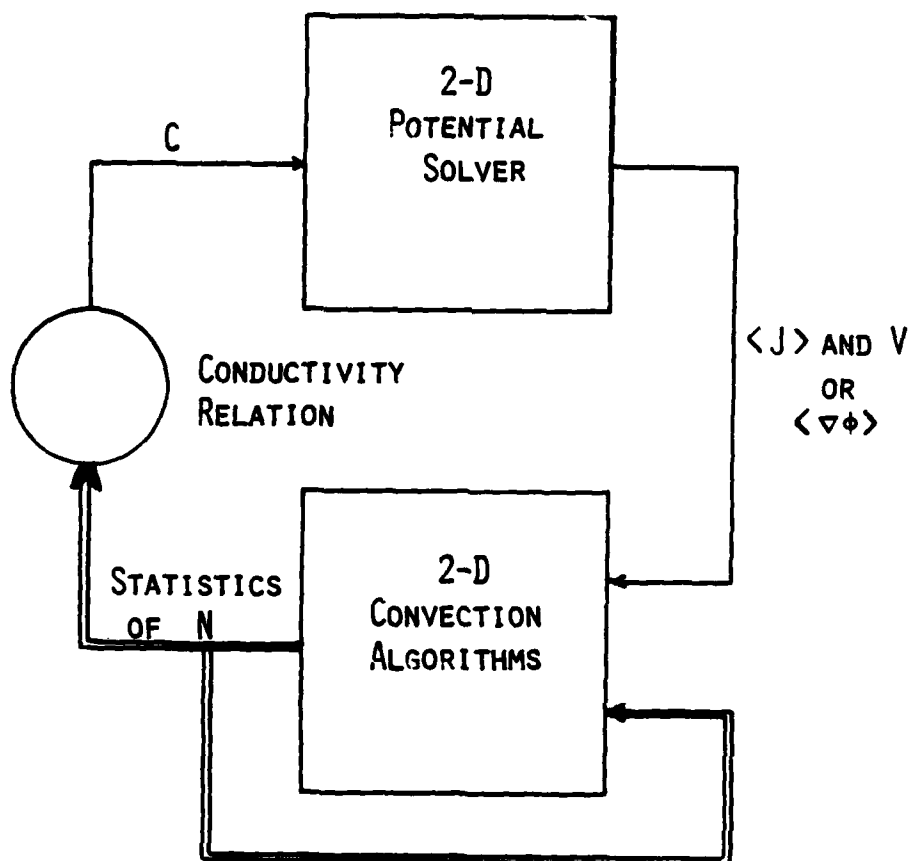 2-D
POTENTIAL
SOLVER
C
<J> AND V
OR
<∇ϕ>
CONDUCTIVITY
RELATION
STATISTICS
OF N
2-D
CONVECTION
ALGORITHMS